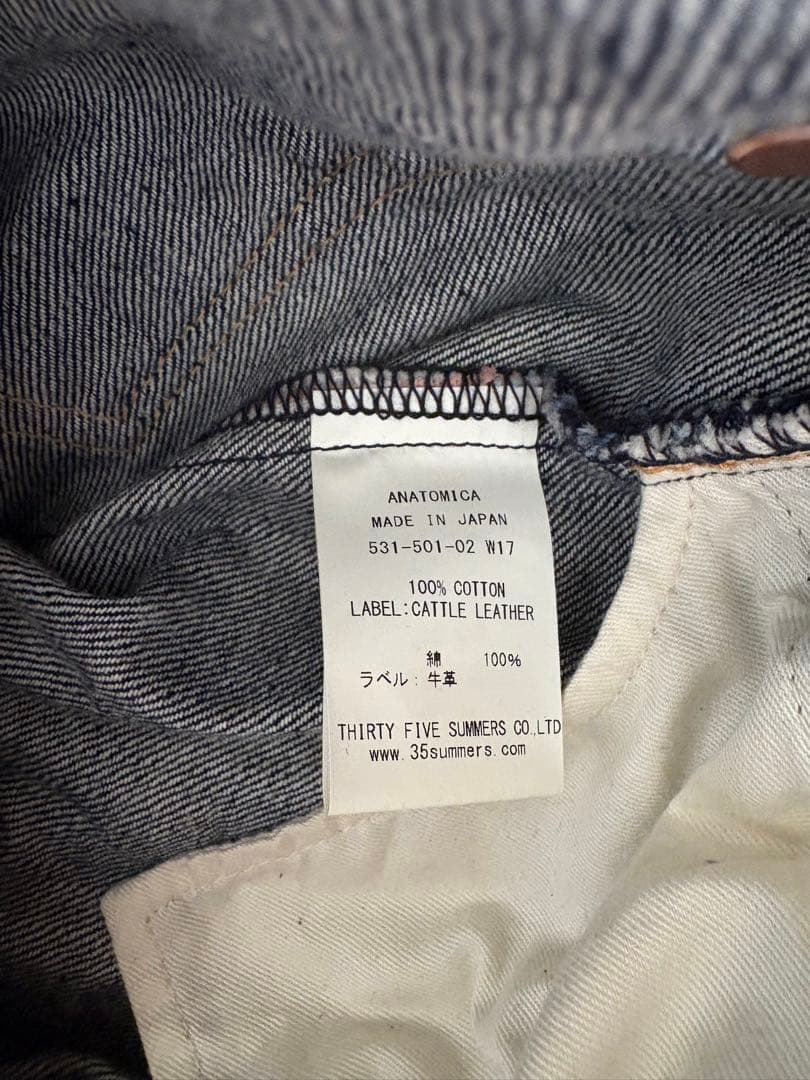 ANATOMICA
MADE IN JAPAN
531-501-02 W17
100% COTTON
LABEL:CATTLE LEATHER
綿 100%
ラベル:牛革
THIRTY FIVE SUMMERS CO.,LTD
www.35summers.com